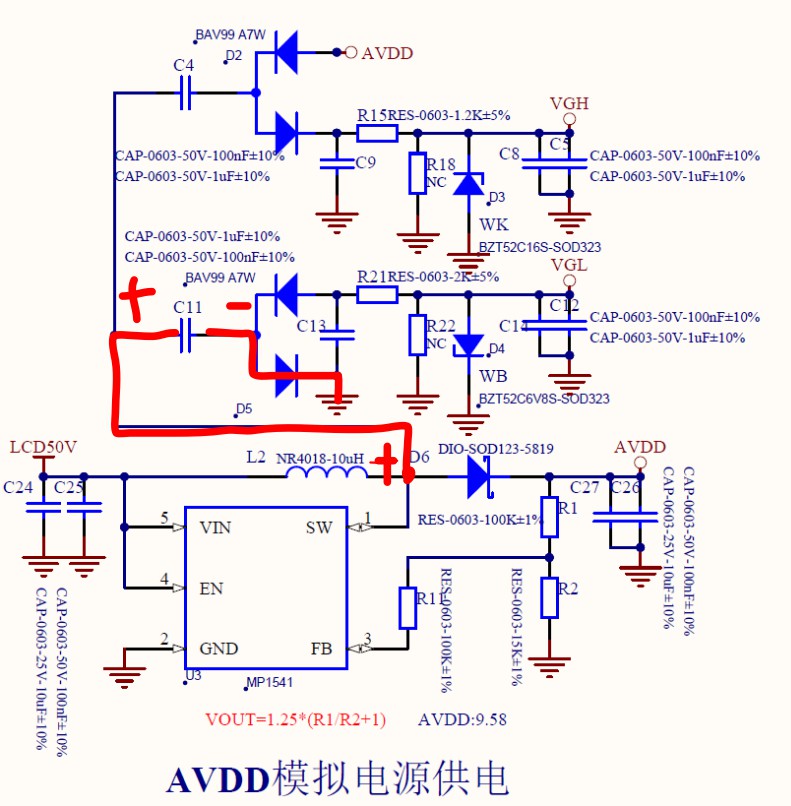 BAV99 A7W
D2
C4
AVDD
VGH
R15
RES-0603-1.2K±5%
C9
R18
NC
D3
C8
C5
CAP-0603-50V-100nF±10%
CAP-0603-50V-1uF±10%
CAP-0603-50V-100nF±10%
CAP-0603-50V-1uF±10%
WK
BZT52C16S-SOD323
CAP-0603-50V-1uF±10%
CAP-0603-50V-100nF±10%
BAV99 A7W
VGL
R21
RES-0603-2K±5%
+
C11
-
C13
R22
NC
D4
C14
C12
CAP-0603-50V-100nF±10%
CAP-0603-50V-1uF±10%
WB
BZT52C6V8S-SOD323
D5
LCD50V
L2
NR4018-10uH
+
D6
DIO-SOD123-5819
AVDD
C24
C25
C27
C26
5
VIN
SW
1
RES-0603-100K±1%
R1
4
EN
R11
R2
2
GND
FB
3
U3
MP1541
CAP-0603-50V-100nF±10%
CAP-0603-25V-10uF±10%
RES-0603-100K±1%
RES-0603-15K±1%
CAP-0603-50V-100nF±10%
CAP-0603-25V-10uF±10%
VOUT=1.25*(R1/R2+1)
AVDD:9.58
AVDD模拟电源供电